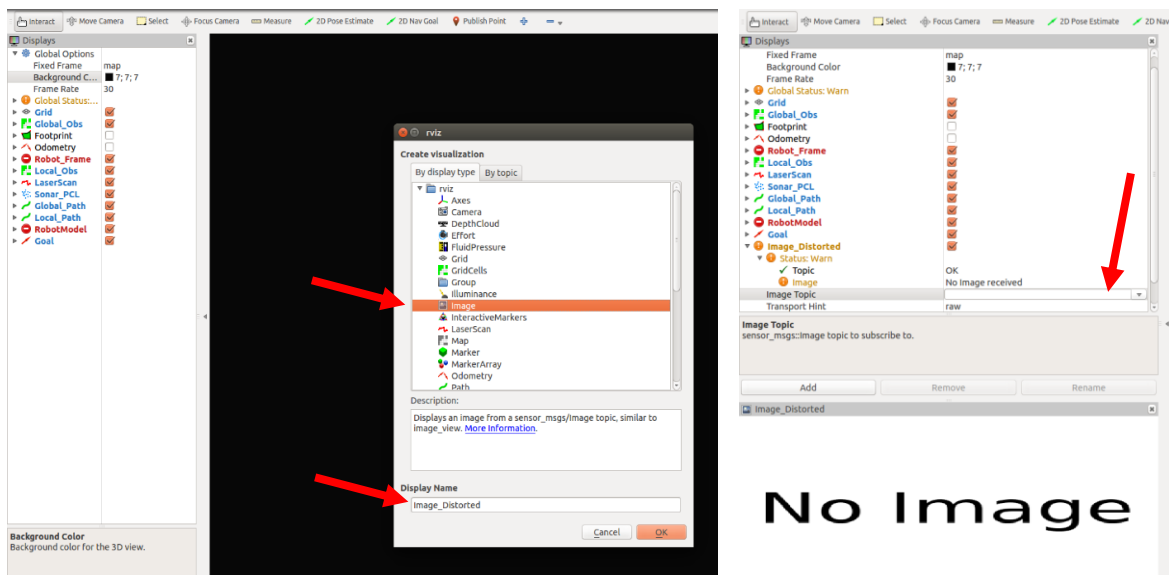 Interact Move Camera Select Focus Camera Measure 2D Pose Estimate 2D Nav Goal Publish Point
Displays
Global Options
Fixed Frame map
Background C... 7; 7; 7
Frame Rate 30
Global Status:...
Grid
Global_Obs
Footprint
Odometry
Robot_Frame
Local_Obs
LaserScan
Sonar_PCL
Global_Path
Local_Path
RobotModel
Goal
Background Color
Background color for the 3D view.
rviz
Create visualization
By display type By topic
rviz
Axes
Camera
DepthCloud
Effort
FluidPressure
Grid
GridCells
Group
Illuminance
Image
InteractiveMarkers
LaserScan
Map
Marker
MarkerArray
Odometry
Path
Description:
Displays an image from a sensor_msgs/Image topic, similar to
image_view. More Information.
Display Name
Image_Distorted
Cancel OK
Interact Move Camera Select Focus Camera Measure 2D Pose Estimate 2D Nav
Displays
Fixed Frame map
Background Color 7; 7; 7
Frame Rate 30
Global Status: Warn
Grid
Global_Obs
Footprint
Odometry
Robot_Frame
Local_Obs
LaserScan
Sonar_PCL
Global_Path
Local_Path
RobotModel
Goal
Image_Distorted
Status: Warn
✓ Topic OK
Image No Image received
Image Topic
Transport Hint raw
Image Topic
sensor_msgs::Image topic to subscribe to.
Add Remove Rename
Image_Distorted
No Image